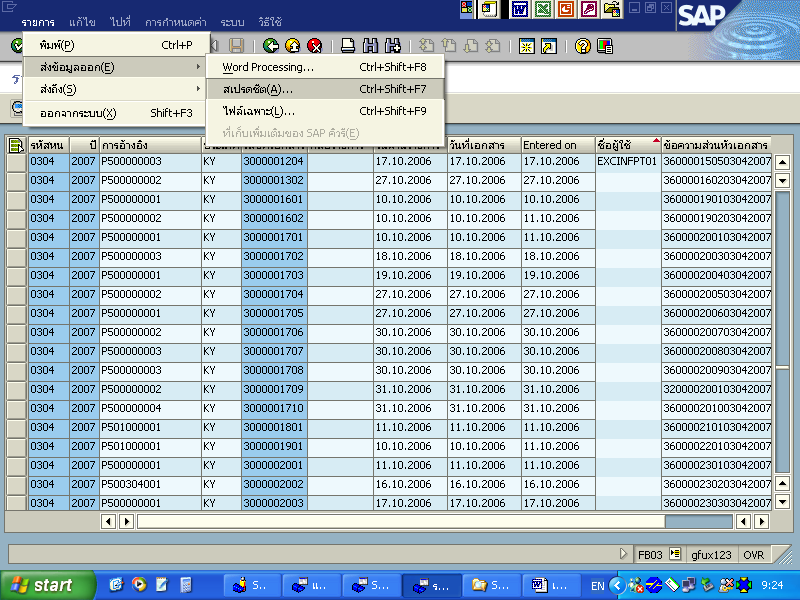 รายการ แก้ไข ไปที่ การกำหนดค่า ระบบ วิธีใช้
SAP
พิมพ์(P) Ctrl+P
ส่งข้อมูลออก(E)
ส่งถึง(S)
ออกจากระบบ(X) Shift+F3
Word Processing... Ctrl+Shift+F8
สเปรดชีต(A)... Ctrl+Shift+F7
ไฟล์เฉพาะ(L)... Ctrl+Shift+F9
ที่เก็บเพิ่มเติมของ SAP คิวรี(E)
รหัสหน ปี การอ้างอิง วันที่เอกสาร Entered on ชื่อผู้ใช้ ข้อความส่วนหัวเอกสาร
0304 2007 P500000003 KY 3000001204 17.10.2006 17.10.2006 17.10.2006 EXCINFPT01 360000150503042007
0304 2007 P500000002 KY 3000001302 27.10.2006 27.10.2006 27.10.2006 360000160203042007
0304 2007 P500000001 KY 3000001601 10.10.2006 10.10.2006 10.10.2006 360000190103042007
0304 2007 P500000002 KY 3000001602 10.10.2006 10.10.2006 11.10.2006 360000190203042007
0304 2007 P500000001 KY 3000001701 10.10.2006 10.10.2006 11.10.2006 360000200103042007
0304 2007 P500000003 KY 3000001702 18.10.2006 18.10.2006 18.10.2006 360000200303042007
0304 2007 P500000001 KY 3000001703 19.10.2006 19.10.2006 19.10.2006 360000200403042007
0304 2007 P500000002 KY 3000001704 27.10.2006 27.10.2006 27.10.2006 360000200503042007
0304 2007 P500000001 KY 3000001705 27.10.2006 27.10.2006 27.10.2006 360000200603042007
0304 2007 P500000002 KY 3000001706 30.10.2006 30.10.2006 30.10.2006 360000200703042007
0304 2007 P500000003 KY 3000001707 30.10.2006 30.10.2006 30.10.2006 360000200803042007
0304 2007 P500000003 KY 3000001708 30.10.2006 30.10.2006 30.10.2006 360000200903042007
0304 2007 P500000002 KY 3000001709 31.10.2006 31.10.2006 31.10.2006 320000200103042007
0304 2007 P500000004 KY 3000001710 31.10.2006 31.10.2006 31.10.2006 360000201003042007
0304 2007 P501000001 KY 3000001801 11.10.2006 11.10.2006 11.10.2006 360000210103042007
0304 2007 P501000001 KY 3000001901 10.10.2006 10.10.2006 11.10.2006 360000220103042007
0304 2007 P500000001 KY 3000002001 11.10.2006 11.10.2006 11.10.2006 360000230103042007
0304 2007 P500304001 KY 3000002002 16.10.2006 16.10.2006 16.10.2006 360000230203042007
0304 2007 P500000001 KY 3000002003 17.10.2006 17.10.2006 17.10.2006 360000230303042007
FB03 gfux123 OVR
start S.. แ.. S... ร... S... เ... EN 9:24